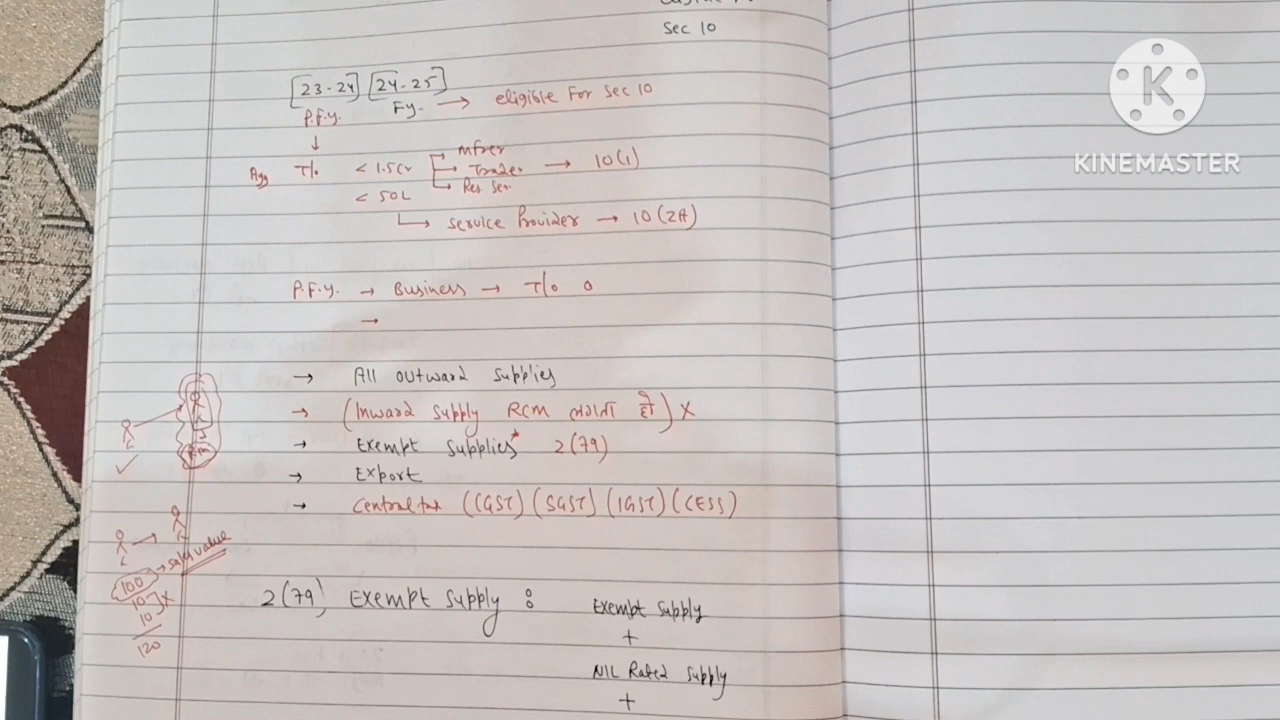 Sec 10
[23-24] [24-25]
P.F.y. Fy. → eligible For Sec 10
↓
Agg T/o < 1.5Cr → Mfrer
→ Trader → 10(1)
→ Res Ser.
< 50L
→ Service Provider → 10(2A)
P.F.y. → Business → T/o 0
→
→ All outward supplies
→ (Inward supply RCM लगता है) X
→ Exempt supplies* 2(79)
→ Export
→ Central tax (CGST) (SGST) (IGST) (CESS)
100 → sales value
10
10 ] X
120
2(79) Exempt supply : Exempt supply
+
NIL Rated supply
+
K
KINEMASTER